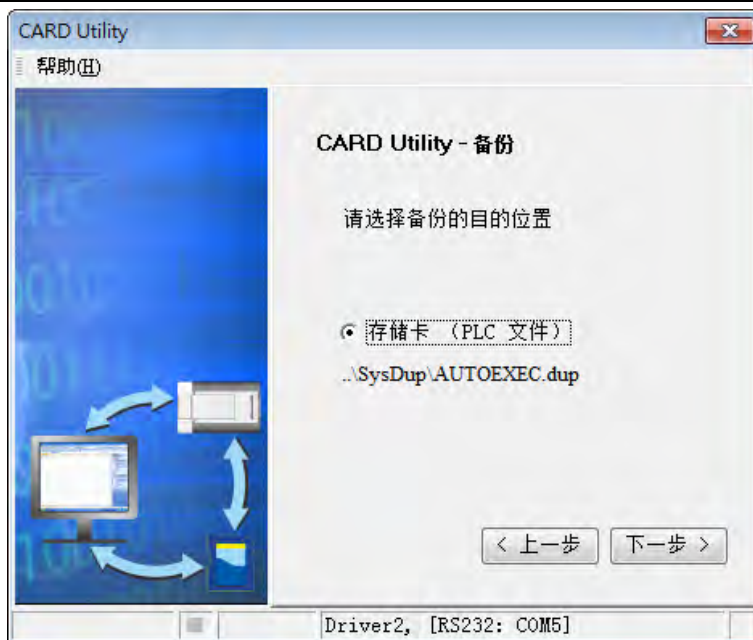 CARD Utility
帮助(H)
CARD Utility - 备份
请选择备份的目的位置
存储卡 （PLC 文件）
..\SysDup\AUTOEXEC.dup
< 上一步
下一步 >
Driver2, [RS232: COM5]